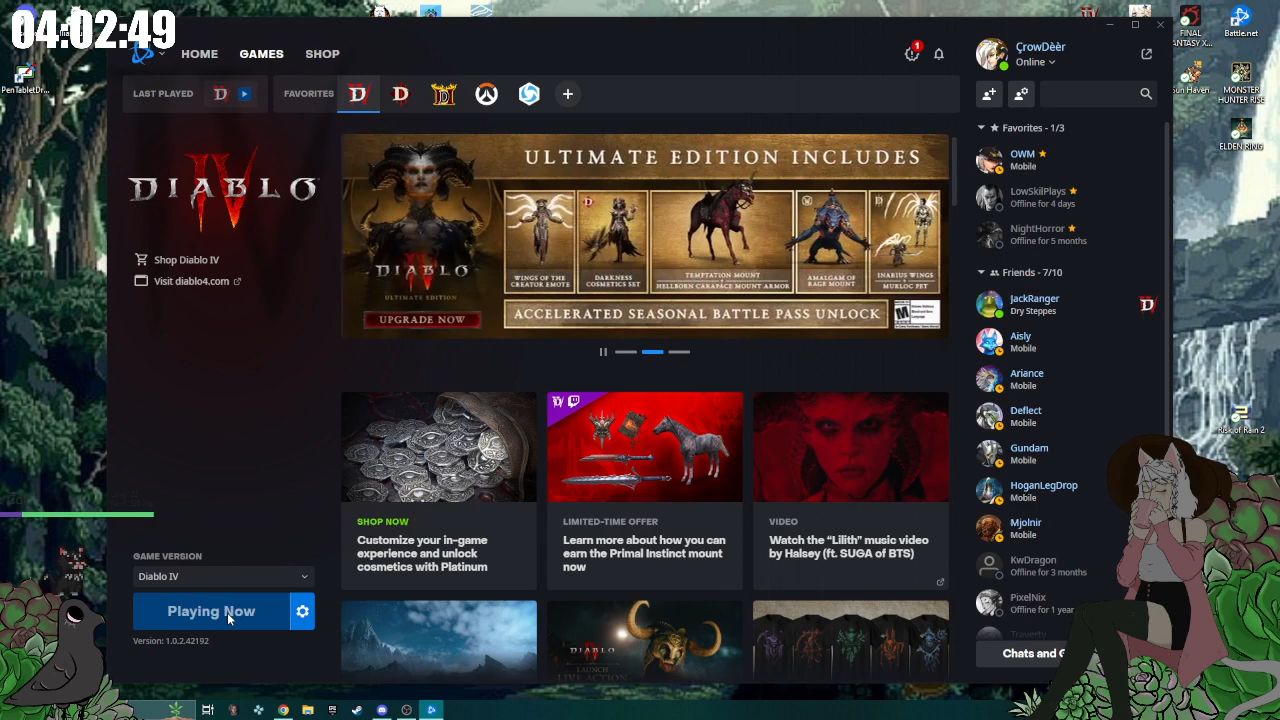 04:02:49
HOME
GAMES
SHOP
1
ÇrowDèèr
Online
LAST PLAYED
FAVORITES
DIABLO
IV
Shop Diablo IV
Visit diablo4.com
ULTIMATE EDITION INCLUDES
DIABLO
IV
ULTIMATE EDITION
UPGRADE NOW
WINGS OF THE
CREATOR EMOTE
DARKNESS
COSMETICS SET
TEMPTATION MOUNT
HELLBORN CARAPACE MOUNT ARMOR
AMALGAM OF
RAGE MOUNT
INARIUS WINGS
MURLOC PET
ACCELERATED SEASONAL BATTLE PASS UNLOCK
SHOP NOW
Customize your in-game
experience and unlock
cosmetics with Platinum
LIMITED-TIME OFFER
Learn more about how you can
earn the Primal Instinct mount
now
VIDEO
Watch the “Lilith” music video
by Halsey (ft. SUGA of BTS)
DIABLO
LAUNCH
LIVE ACTION
GAME VERSION
Diablo IV
Playing Now
Version: 1.0.2.42192
Favorites - 1/3
OWM
Mobile
LowSkilPlays
Offline for 4 days
NightHorror
Offline for 5 months
Friends - 7/10
JackRanger
Dry Steppes
Aisly
Mobile
Ariance
Mobile
Deflect
Mobile
Gundam
Mobile
HoganLegDrop
Mobile
Mjolnir
Mobile
KwDragon
Offline for 3 months
PixelNix
Offline for 1 year
Traverty
Chats and G
PenTabletDr...
FINAL
FANTASY X...
Battle.net
Sun Haven
MONSTER
HUNTER RISE
ELDEN RING
Risk of Rain 2